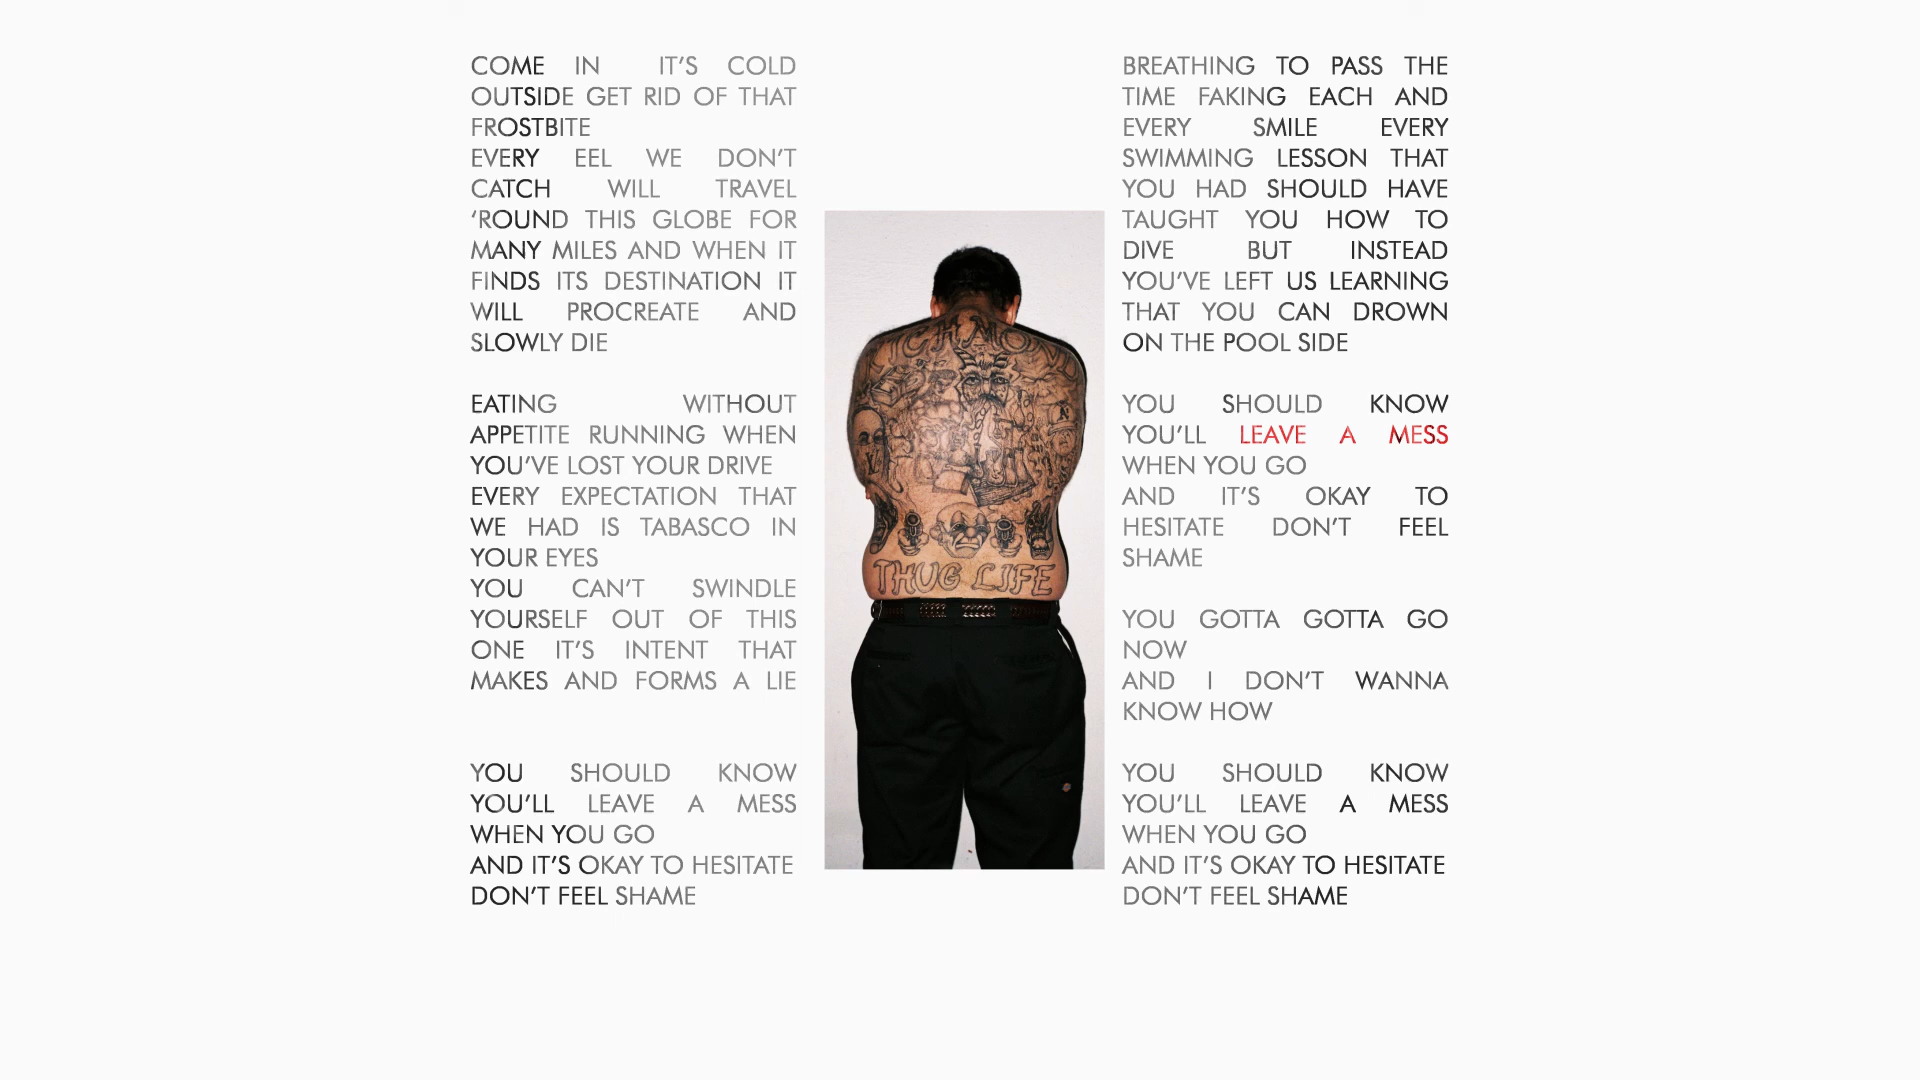 COME IN IT'S COLD
OUTSIDE GET RID OF THAT
FROSTBITE
EVERY EEL WE DON'T
CATCH WILL TRAVEL
‘ROUND THIS GLOBE FOR
MANY MILES AND WHEN IT
FINDS ITS DESTINATION IT
WILL PROCREATE AND
SLOWLY DIE
EATING WITHOUT
APPETITE RUNNING WHEN
YOU'VE LOST YOUR DRIVE
EVERY EXPECTATION THAT
WE HAD IS TABASCO IN
YOUR EYES
YOU CAN'T SWINDLE
YOURSELF OUT OF THIS
ONE IT'S INTENT THAT
MAKES AND FORMS A LIE
YOU SHOULD KNOW
YOU'LL LEAVE A MESS
WHEN YOU GO
AND IT'S OKAY TO HESITATE
DON'T FEEL SHAME
RICHMOND
THUG LIFE
BREATHING TO PASS THE
TIME FAKING EACH AND
EVERY SMILE EVERY
SWIMMING LESSON THAT
YOU HAD SHOULD HAVE
TAUGHT YOU HOW TO
DIVE BUT INSTEAD
YOU'VE LEFT US LEARNING
THAT YOU CAN DROWN
ON THE POOL SIDE
YOU SHOULD KNOW
YOU'LL LEAVE A MESS
WHEN YOU GO
AND IT'S OKAY TO
HESITATE DON'T FEEL
SHAME
YOU GOTTA GOTTA GO
NOW
AND I DON'T WANNA
KNOW HOW
YOU SHOULD KNOW
YOU'LL LEAVE A MESS
WHEN YOU GO
AND IT'S OKAY TO HESITATE
DON'T FEEL SHAME